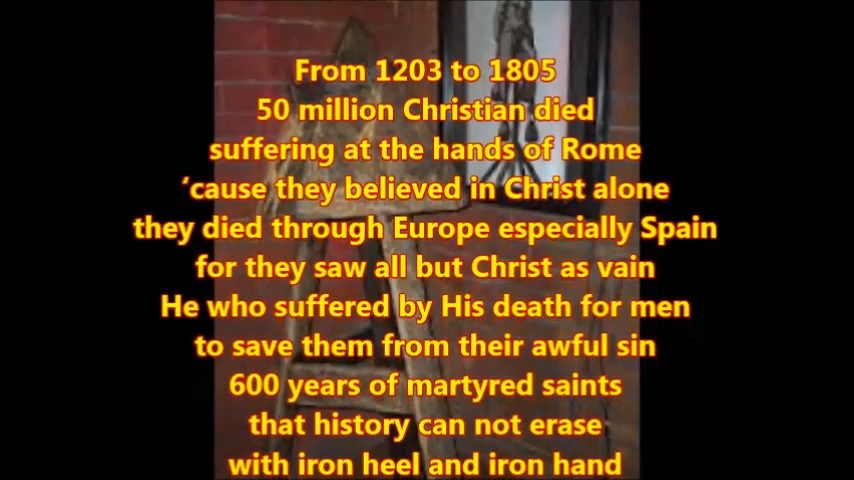 From 1203 to 1805
50 million Christian died
suffering at the hands of Rome
‘cause they believed in Christ alone
they died through Europe especially Spain
for they saw all but Christ as vain
He who suffered by His death for men
to save them from their awful sin
600 years of martyred saints
that history can not erase
with iron heel and iron hand